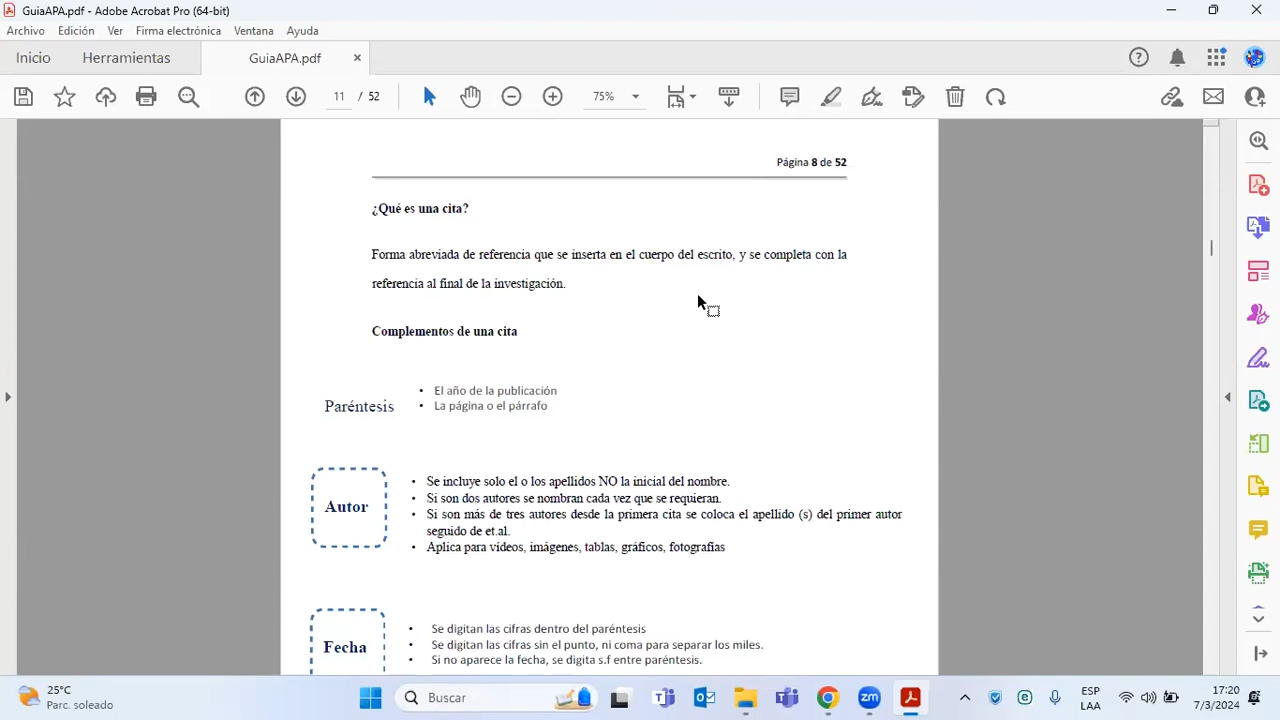 GuiaAPA.pdf - Adobe Acrobat Pro (64-bit)
Archivo Edición Ver Firma electrónica Ventana Ayuda
Inicio Herramientas GuiaAPA.pdf
11 / 52 75%
Página 8 de 52
¿Qué es una cita?
Forma abreviada de referencia que se inserta en el cuerpo del escrito, y se completa con la
referencia al final de la investigación.
Complementos de una cita
Paréntesis
• El año de la publicación
• La página o el párrafo
Autor
• Se incluye solo el o los apellidos NO la inicial del nombre.
• Si son dos autores se nombran cada vez que se requieran.
• Si son más de tres autores desde la primera cita se coloca el apellido (s) del primer autor
seguido de et.al.
• Aplica para vídeos, imágenes, tablas, gráficos, fotografías
Fecha
• Se digitan las cifras dentro del paréntesis
• Se digitan las cifras sin el punto, ni coma para separar los miles.
• Si no aparece la fecha, se digita s.f entre paréntesis.
25°C
Parc. soleado
Buscar
zm
ESP
LAA
17:20
7/3/2024